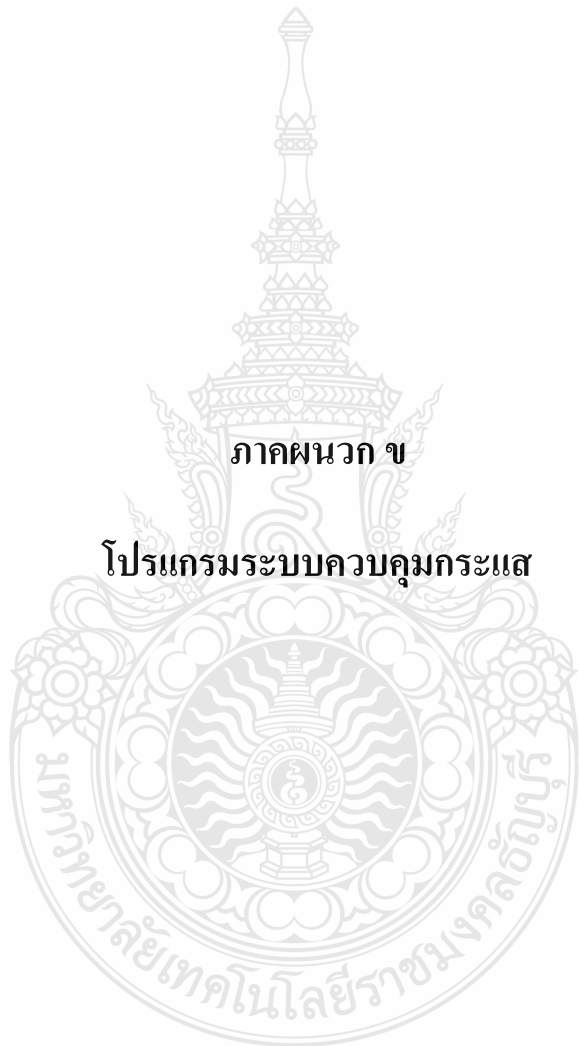 ภาคผนวก ข
โปรแกรมระบบควบคุมกระแส
มหาวิทยาลัยเทคโนโลยีราชมงคลธัญบุรี